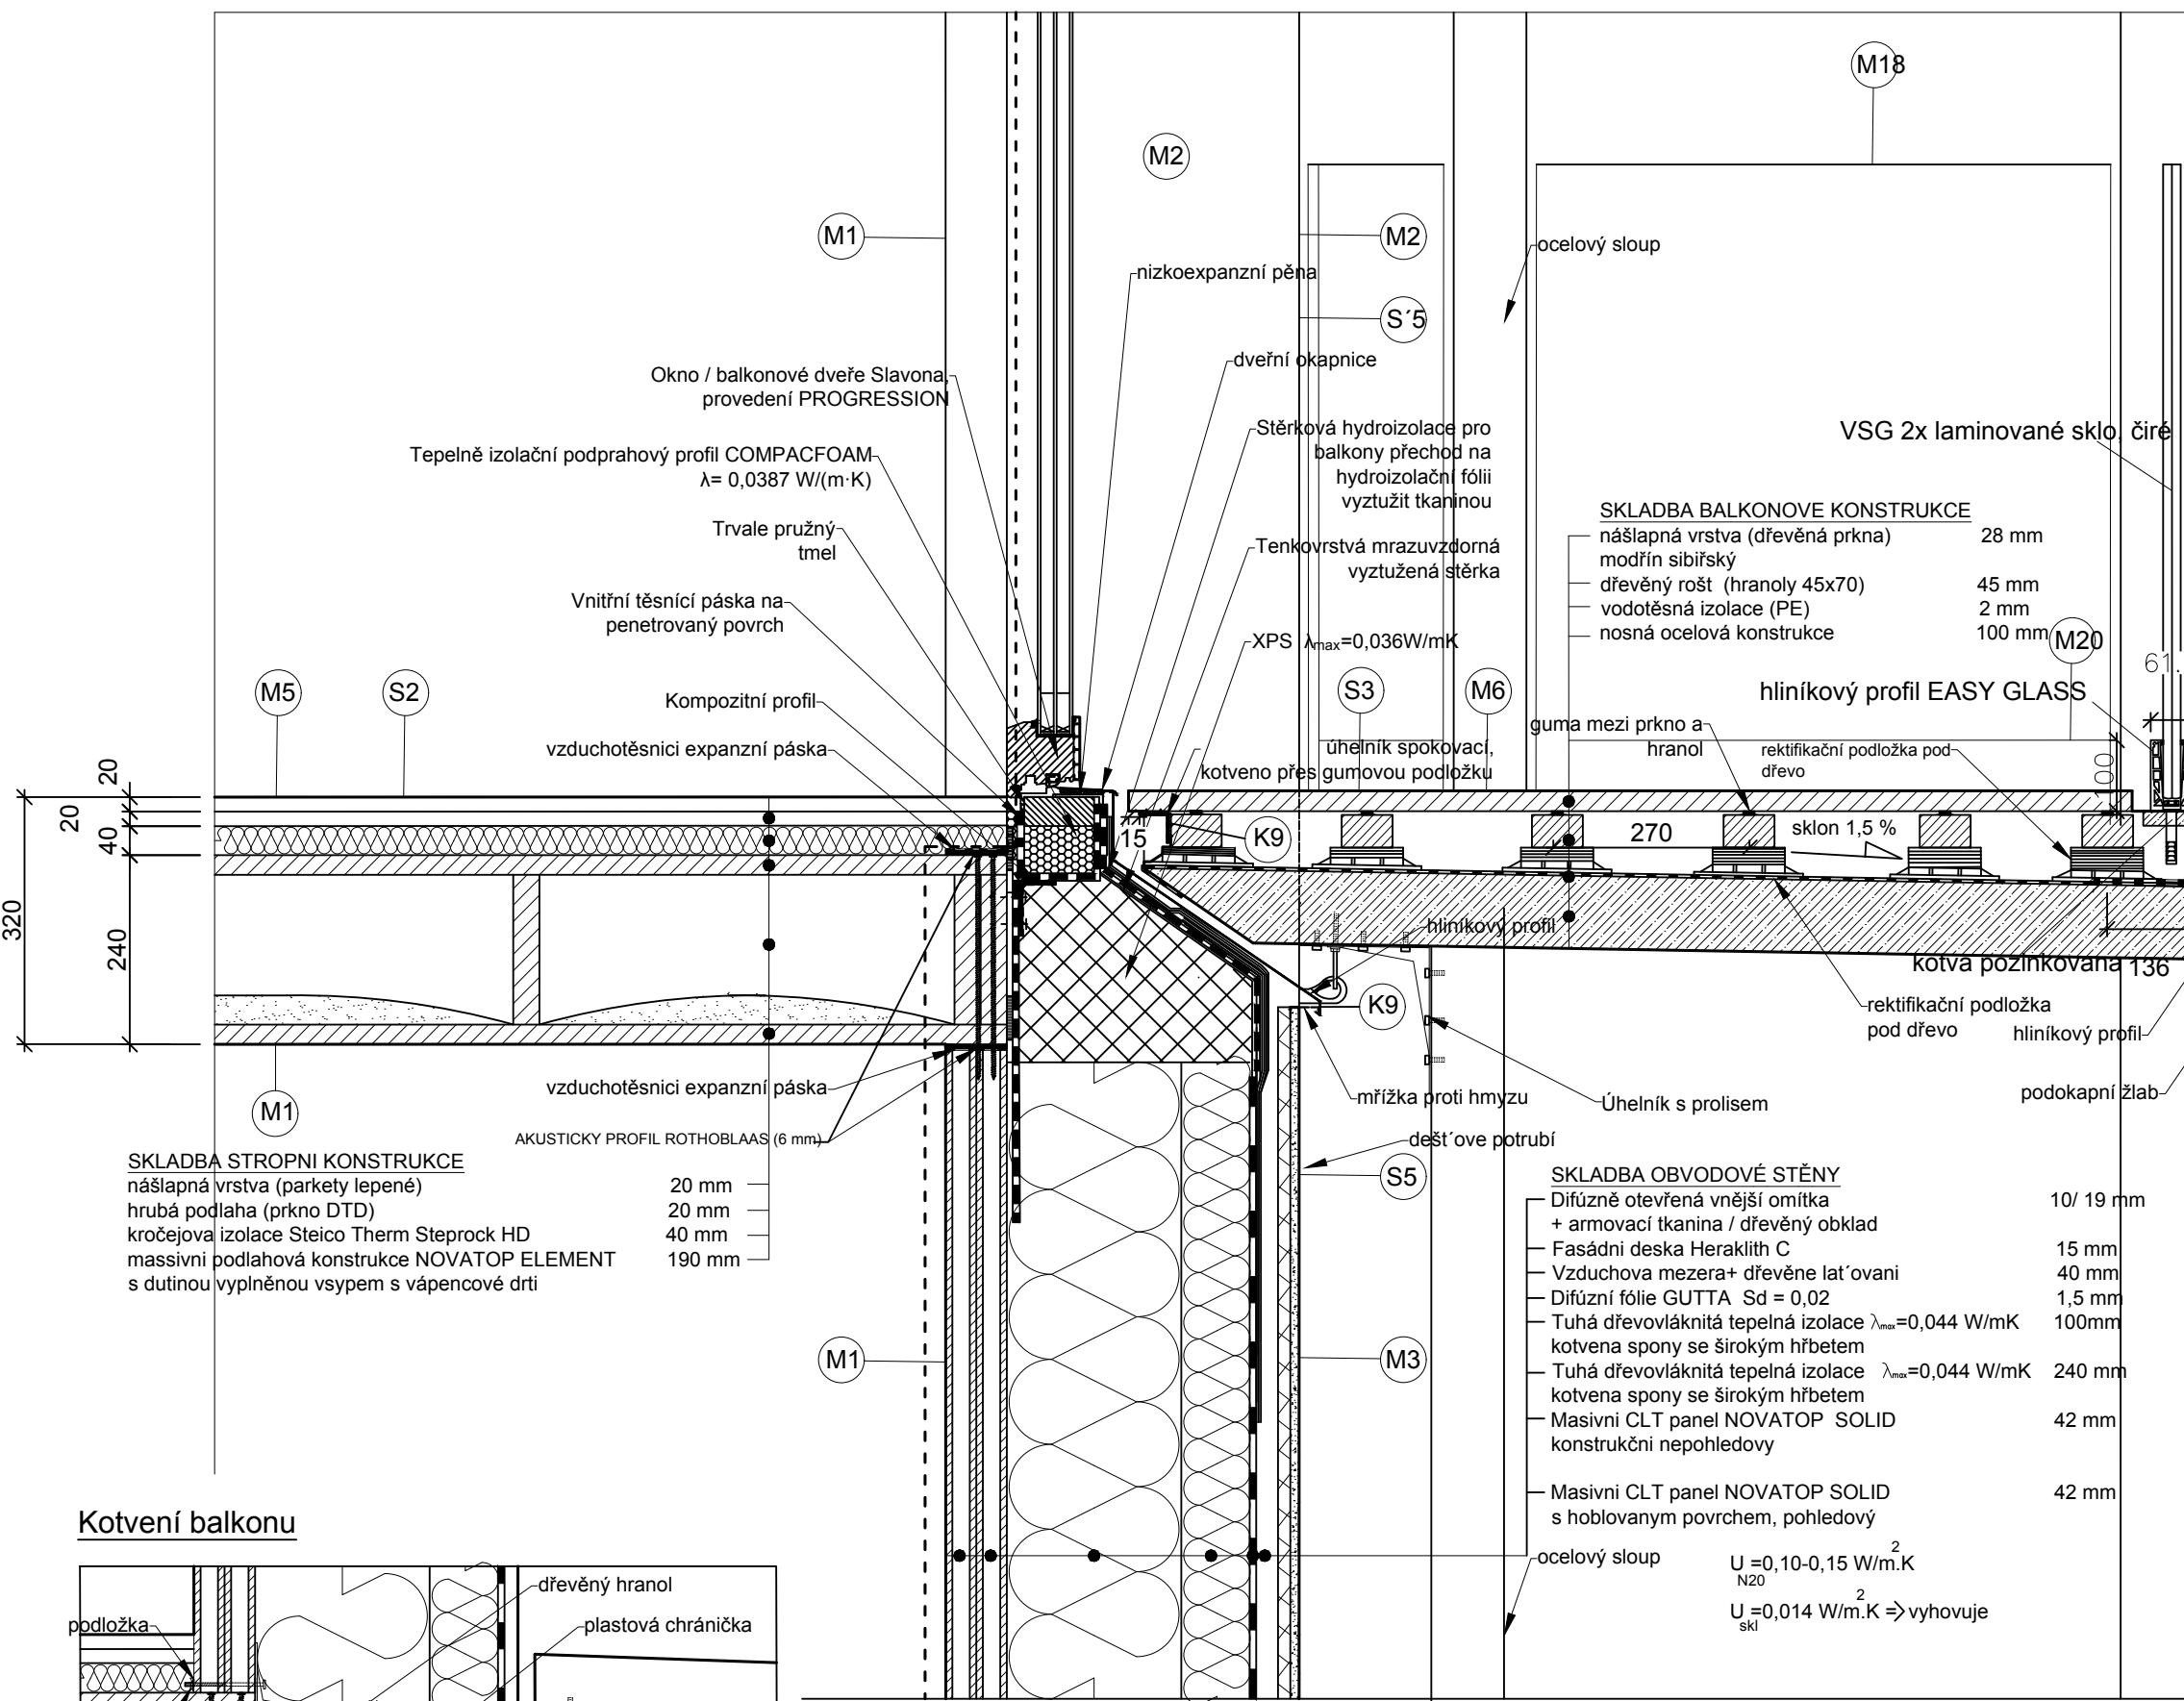 M18
M2
M1
M2
ocelový sloup
nizkoexpanzní pěna
S´5
dveřní okapnice
Okno / balkonové dveře Slavona,
provedení PROGRESSION
Stěrková hydroizolace pro
balkony přechod na
hydroizolační fólii
vyztužit tkaninou
VSG 2x laminované sklo, čiré
Tepelně izolační podprahový profil COMPACFOAM
λ= 0,0387 W/(m·K)
SKLADBA BALKONOVE KONSTRUKCE
nášlapná vrstva (dřevěná prkna) 28 mm
modřín sibiřský
dřevěný rošt (hranoly 45x70) 45 mm
vodotěsná izolace (PE) 2 mm
nosná ocelová konstrukce 100 mm
Trvale pružný
tmel
Tenkovrstvá mrazuvzdorná
vyztužená stěrka
Vnitřní těsnící páska na
penetrovaný povrch
XPS λmax=0,036W/mK
M20
61.
M5
S2
S3
M6
Kompozitní profil
hliníkový profil EASY GLASS
vzduchotěsnici expanzní páska
úhelník spokovací,
kotveno přes gumovou podložku
guma mezi prkno a
hranol
rektifikační podložka pod
dřevo
100
20
20
40
320
240
15
K9
270
sklon 1,5 %
hliníkový profil
kotva pozinkovaná
136
K9
rektifikační podložka
pod dřevo
hliníkový profil
vzduchotěsnici expanzní páska
mřížka proti hmyzu
Úhelník s prolisem
podokapní žlab
M1
AKUSTICKY PROFIL ROTHOBLAAS (6 mm)
dešt´ove potrubí
S5
SKLADBA STROPNI KONSTRUKCE
nášlapná vrstva (parkety lepené) 20 mm
hrubá podlaha (prkno DTD) 20 mm
kročejova izolace Steico Therm Steprock HD 40 mm
massivni podlahová konstrukce NOVATOP ELEMENT 190 mm
s dutinou vyplněnou vsypem s vápencové drti
SKLADBA OBVODOVÉ STĚNY
Difúzně otevřená vnější omítka 10/ 19 mm
+ armovací tkanina / dřevěný obklad
Fasádni deska Heraklith C 15 mm
Vzduchova mezera+ dřevěne lat´ovani 40 mm
Difúzní fólie GUTTA Sd = 0,02 1,5 mm
Tuhá dřevovláknitá tepelná izolace λmax=0,044 W/mK 100mm
kotvena spony se širokým hřbetem
Tuhá dřevovláknitá tepelná izolace λmax=0,044 W/mK 240 mm
kotvena spony se širokým hřbetem
Masivni CLT panel NOVATOP SOLID 42 mm
konstrukčni nepohledovy
Masivni CLT panel NOVATOP SOLID 42 mm
s hoblovanym povrchem, pohledový
M1
M3
ocelový sloup
U N20 =0,10-0,15 W/m².K
U skl =0,014 W/m².K => vyhovuje
Kotvení balkonu
dřevěný hranol
podložka
plastová chránička